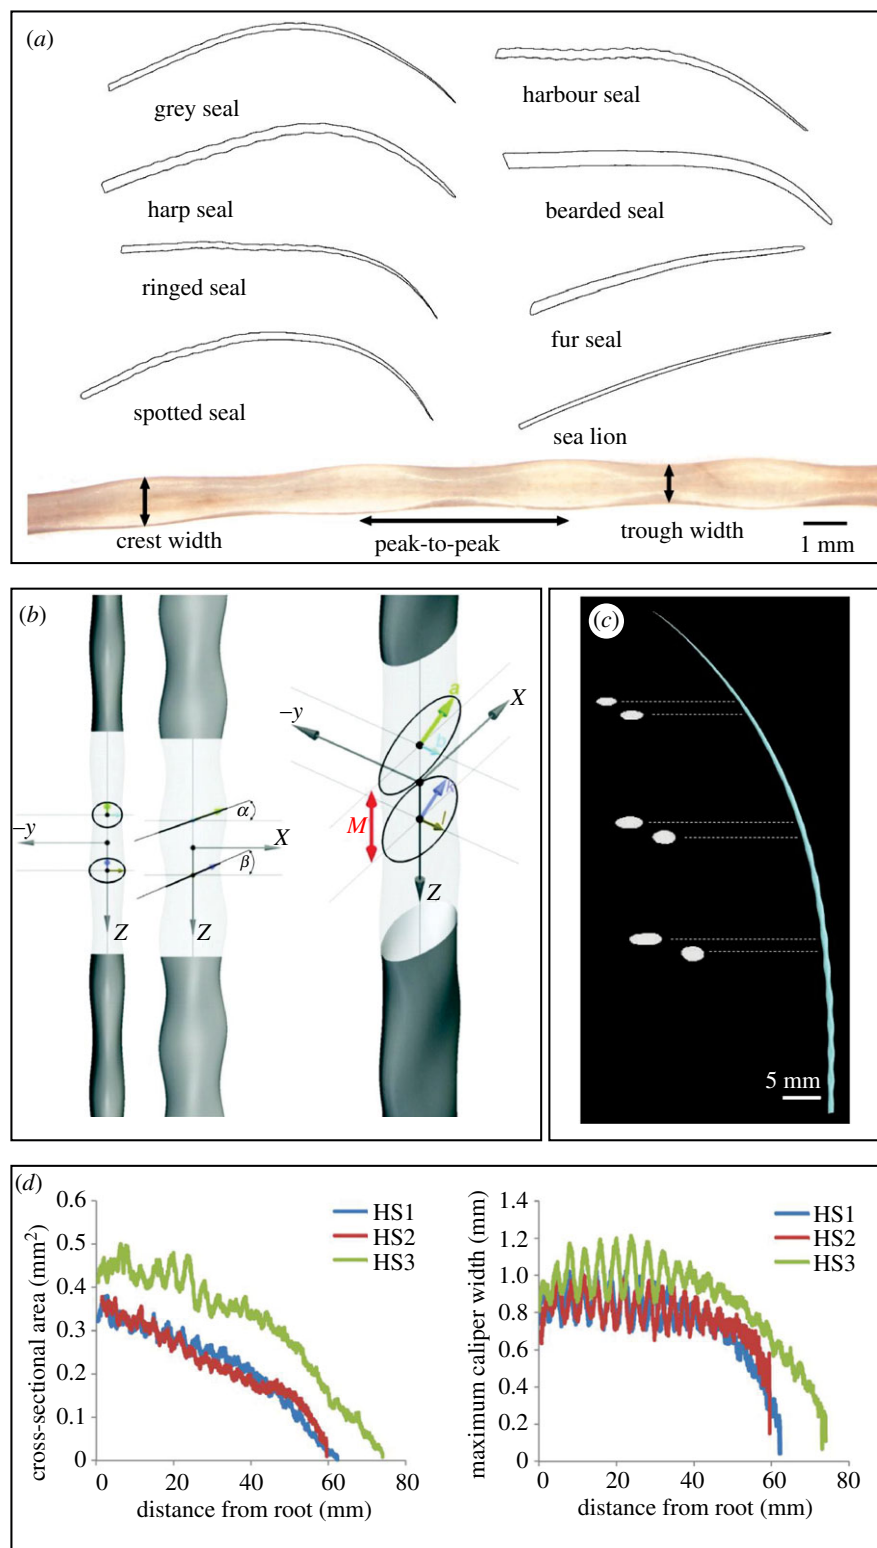 (a)
grey seal
harbour seal
harp seal
bearded seal
ringed seal
fur seal
spotted seal
sea lion
crest width
peak-to-peak
trough width
1 mm
(b)
–y
Z
α
X
β
Z
–y
X
a
b
k
l
M
Z
(c)
5 mm
(d)
cross-sectional area (mm²)
0.6
0.5
0.4
0.3
0.2
0.1
0
HS1
HS2
HS3
0 20 40 60 80
distance from root (mm)
maximum caliper width (mm)
1.4
1.2
1.0
0.8
0.6
0.4
0.2
0
HS1
HS2
HS3
0 20 40 60 80
distance from root (mm)